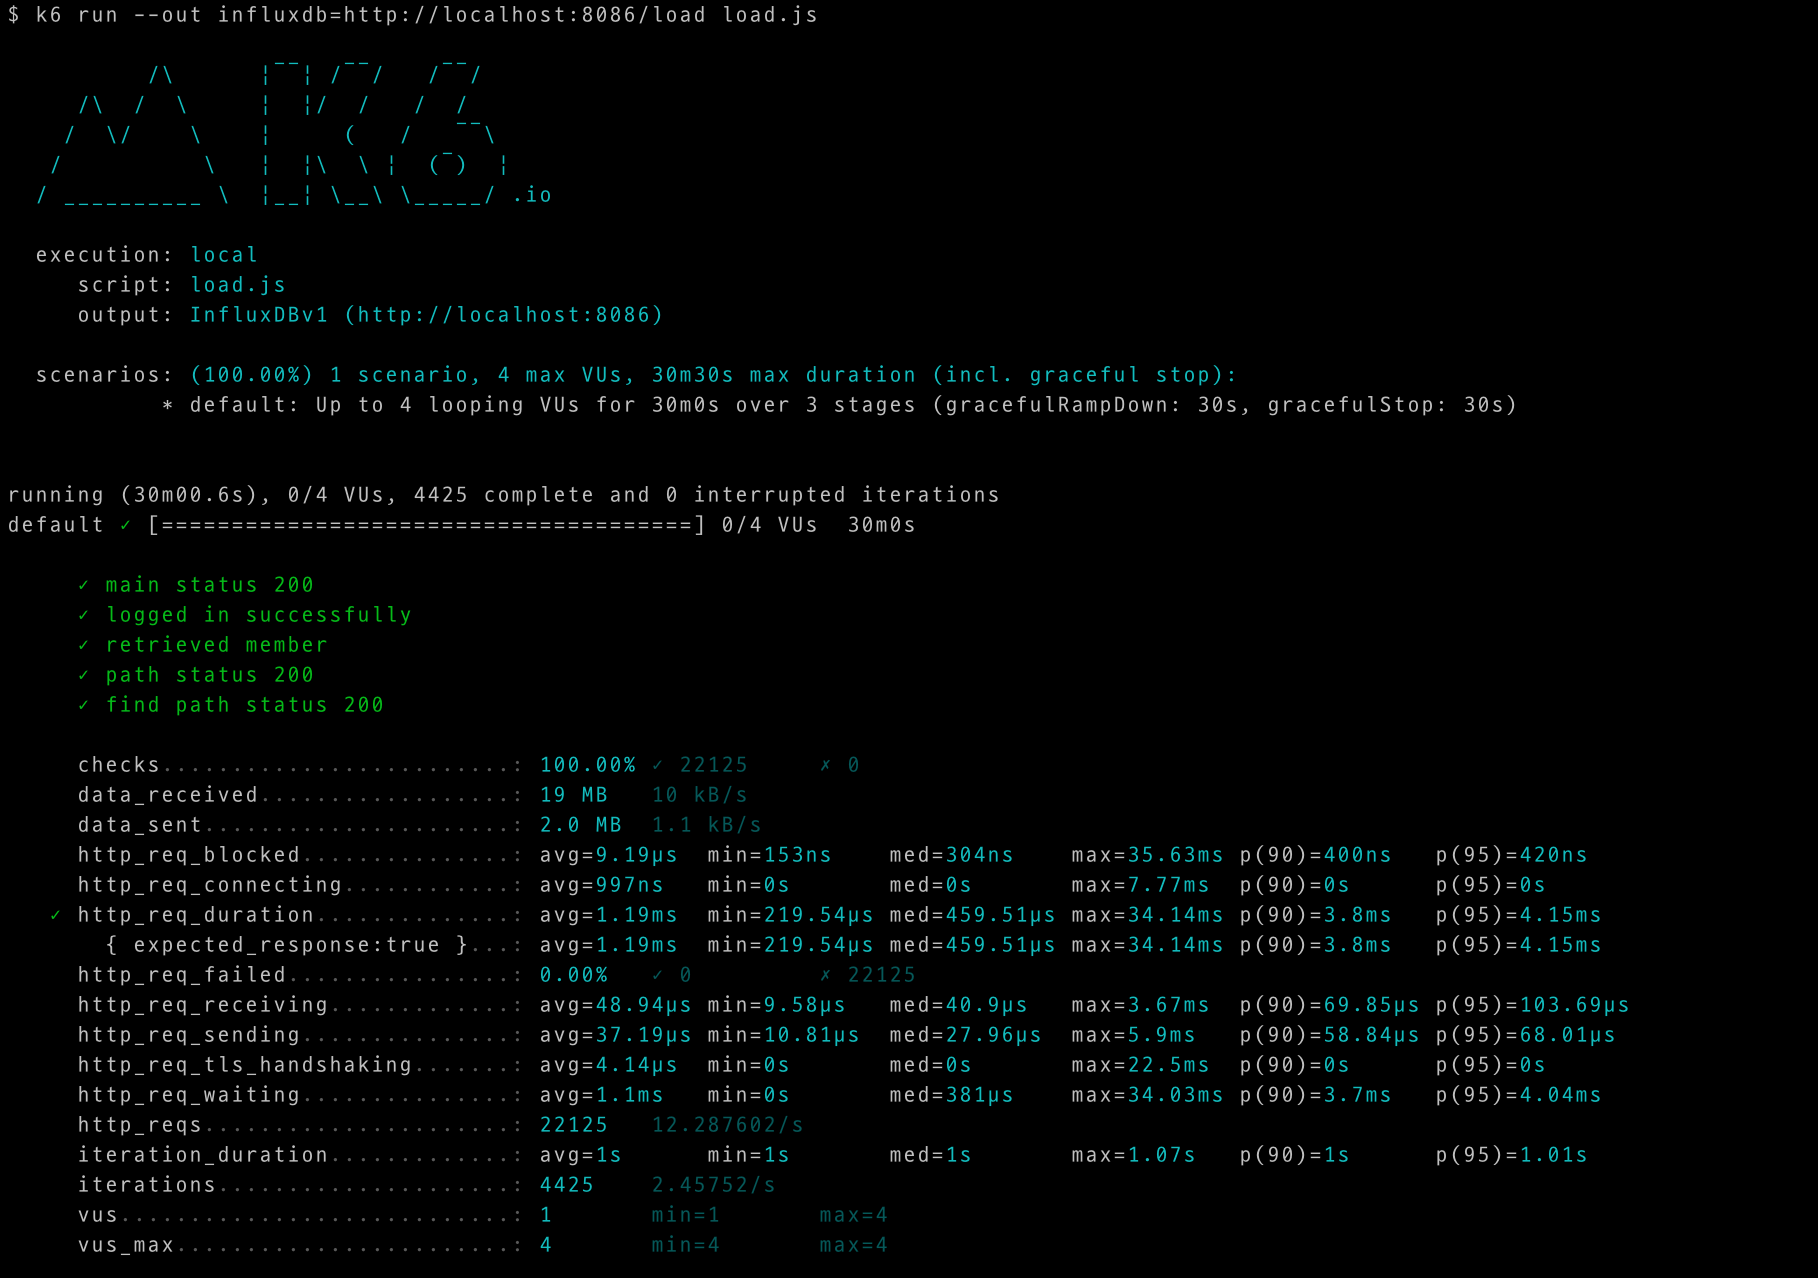 $ k6 run --out influxdb=http://localhost:8086/load load.js
          /\      |‾‾| /‾‾/   /‾‾/
     /\  /  \     |  |/  /   /  /
    /  \/    \    |     (   /   ‾‾\
   /          \   |  |\  \ |  (‾)  |
  / __________ \  |__| \__\ \_____/ .io
  execution: local
     script: load.js
     output: InfluxDBv1 (http://localhost:8086)
  scenarios: (100.00%) 1 scenario, 4 max VUs, 30m30s max duration (incl. graceful stop):
           * default: Up to 4 looping VUs for 30m0s over 3 stages (gracefulRampDown: 30s, gracefulStop: 30s)
running (30m00.6s), 0/4 VUs, 4425 complete and 0 interrupted iterations
default ✓ [======================================] 0/4 VUs  30m0s
     ✓ main status 200
     ✓ logged in successfully
     ✓ retrieved member
     ✓ path status 200
     ✓ find path status 200
     checks.........................: 100.00% ✓ 22125     ✗ 0
     data_received..................: 19 MB   10 kB/s
     data_sent......................: 2.0 MB  1.1 kB/s
     http_req_blocked...............: avg=9.19µs  min=153ns    med=304ns    max=35.63ms p(90)=400ns   p(95)=420ns
     http_req_connecting............: avg=997ns   min=0s       med=0s       max=7.77ms  p(90)=0s      p(95)=0s
   ✓ http_req_duration..............: avg=1.19ms  min=219.54µs med=459.51µs max=34.14ms p(90)=3.8ms   p(95)=4.15ms
       { expected_response:true }...: avg=1.19ms  min=219.54µs med=459.51µs max=34.14ms p(90)=3.8ms   p(95)=4.15ms
     http_req_failed................: 0.00%   ✓ 0         ✗ 22125
     http_req_receiving.............: avg=48.94µs min=9.58µs   med=40.9µs   max=3.67ms  p(90)=69.85µs p(95)=103.69µs
     http_req_sending...............: avg=37.19µs min=10.81µs  med=27.96µs  max=5.9ms   p(90)=58.84µs p(95)=68.01µs
     http_req_tls_handshaking.......: avg=4.14µs  min=0s       med=0s       max=22.5ms  p(90)=0s      p(95)=0s
     http_req_waiting...............: avg=1.1ms   min=0s       med=381µs    max=34.03ms p(90)=3.7ms   p(95)=4.04ms
     http_reqs......................: 22125   12.287602/s
     iteration_duration.............: avg=1s      min=1s       med=1s       max=1.07s   p(90)=1s      p(95)=1.01s
     iterations.....................: 4425    2.45752/s
     vus............................: 1       min=1       max=4
     vus_max........................: 4       min=4       max=4